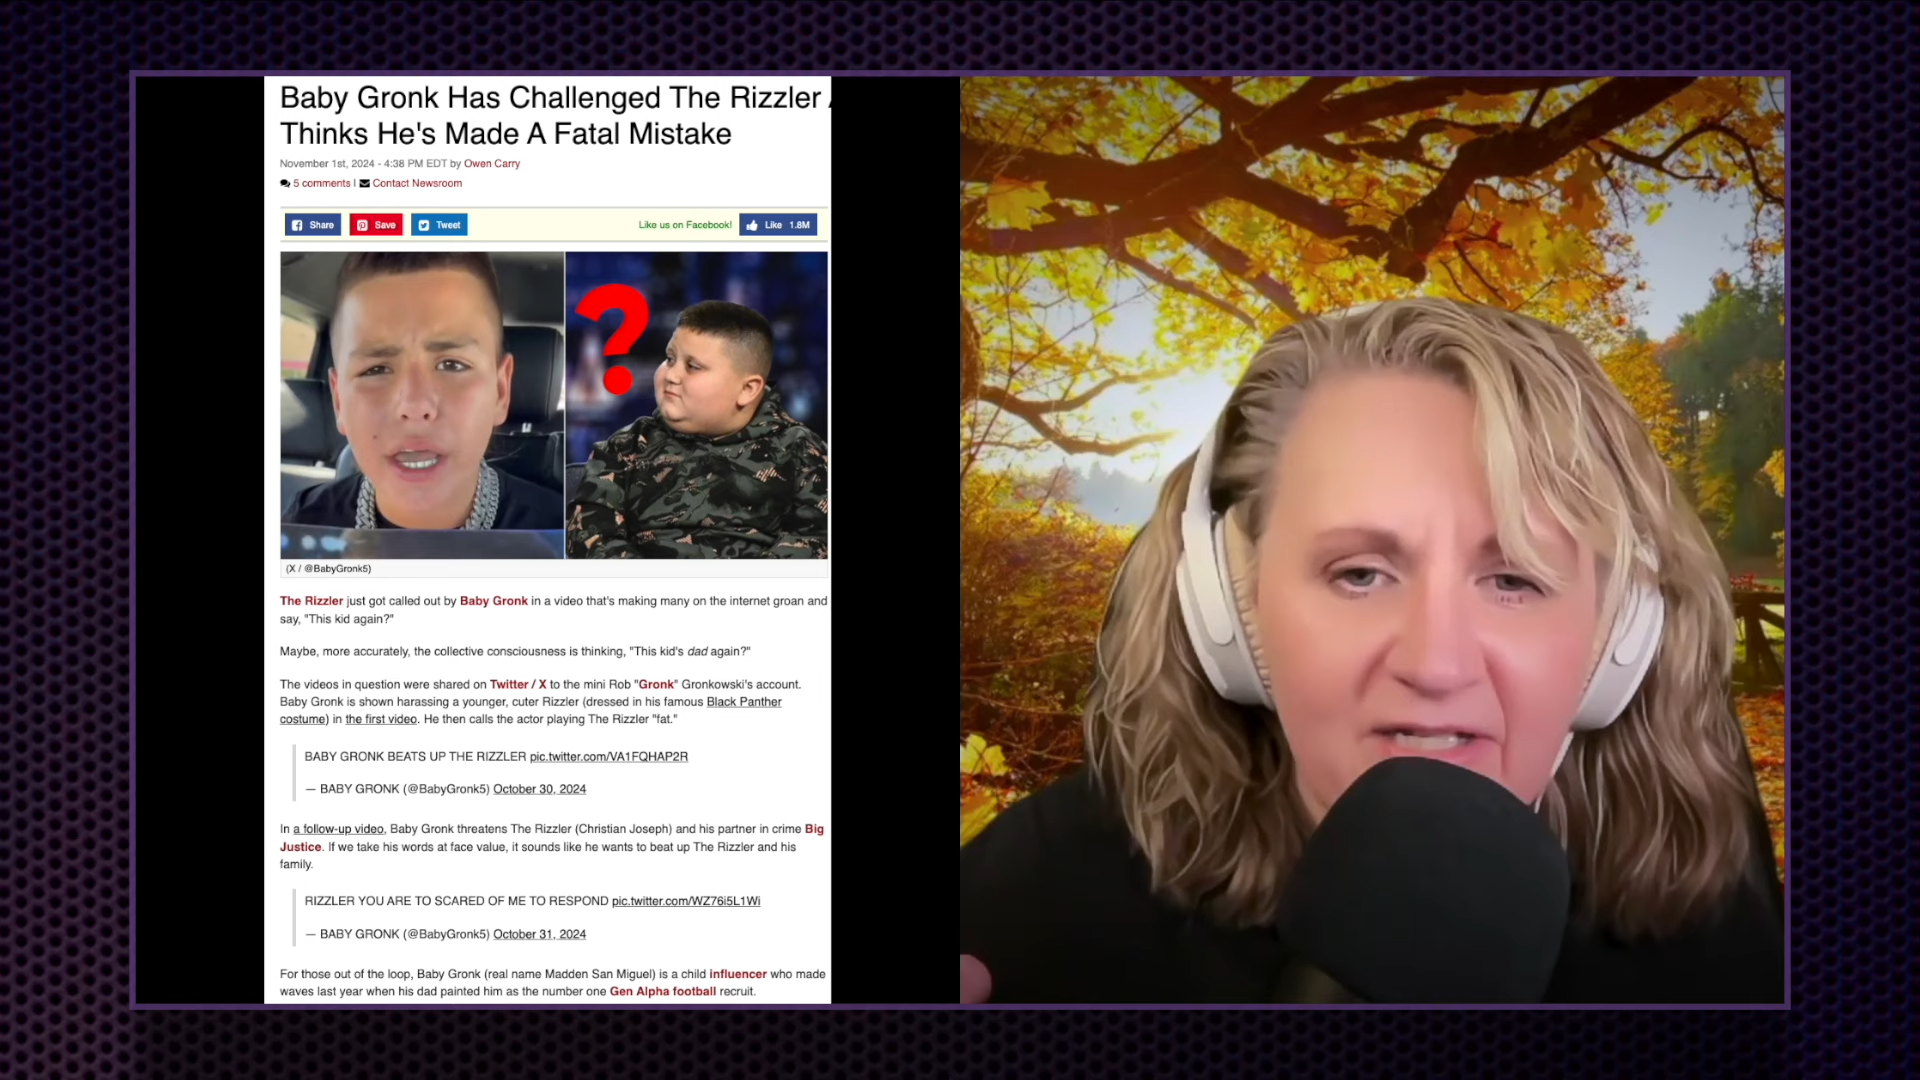 Baby Gronk Has Challenged The Rizzler
Thinks He's Made A Fatal Mistake
November 1st, 2024 - 4:38 PM EDT by Owen Carry
5 comments | Contact Newsroom
Share Save Tweet Like us on Facebook! Like 1.8M
?
(X / @BabyGronk5)
The Rizzler just got called out by Baby Gronk in a video that's making many on the internet groan and
say, "This kid again?"
Maybe, more accurately, the collective consciousness is thinking, "This kid's dad again?"
The videos in question were shared on Twitter / X to the mini Rob "Gronk" Gronkowski's account.
Baby Gronk is shown harassing a younger, cuter Rizzler (dressed in his famous Black Panther
costume) in the first video. He then calls the actor playing The Rizzler "fat."
BABY GRONK BEATS UP THE RIZZLER pic.twitter.com/VA1FQHAP2R
— BABY GRONK (@BabyGronk5) October 30, 2024
In a follow-up video, Baby Gronk threatens The Rizzler (Christian Joseph) and his partner in crime Big
Justice. If we take his words at face value, it sounds like he wants to beat up The Rizzler and his
family.
RIZZLER YOU ARE TO SCARED OF ME TO RESPOND pic.twitter.com/WZ76i5L1Wi
— BABY GRONK (@BabyGronk5) October 31, 2024
For those out of the loop, Baby Gronk (real name Madden San Miguel) is a child influencer who made
waves last year when his dad painted him as the number one Gen Alpha football recruit.